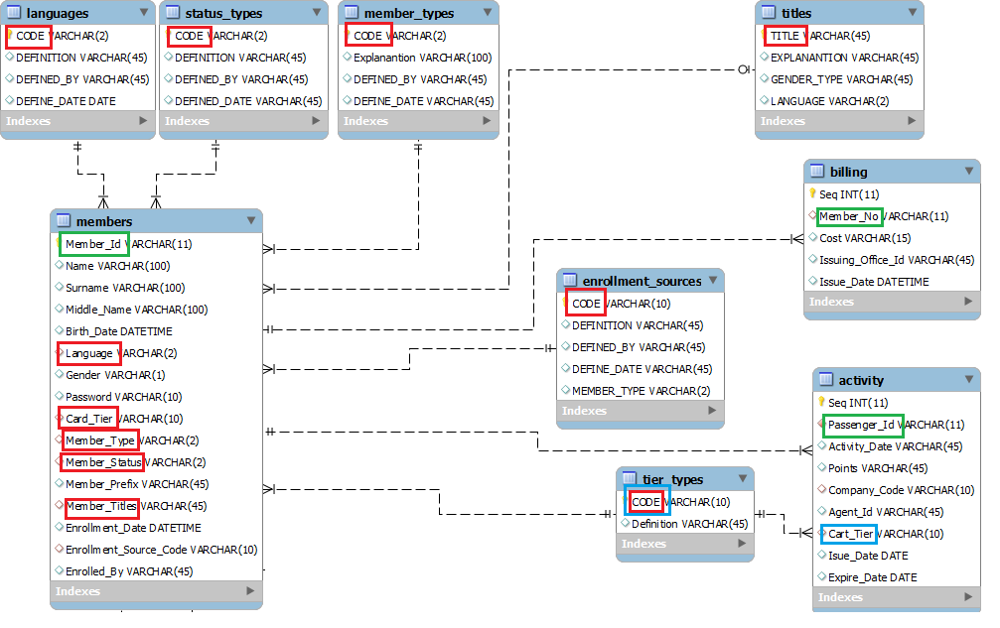 languages
CODE VARCHAR(2)
DEFINITION VARCHAR(45)
DEFINED_BY VARCHAR(45)
DEFINE_DATE DATE
Indexes
status_types
CODE VARCHAR(2)
DEFINITION VARCHAR(45)
DEFINED_BY VARCHAR(45)
DEFINED_DATE VARCHAR(45)
Indexes
member_types
CODE VARCHAR(2)
Explanantion VARCHAR(100)
DEFINED_BY VARCHAR(45)
DEFINED_DATE VARCHAR(45)
Indexes
titles
TITLE VARCHAR(45)
EXPLANANTION VARCHAR(45)
GENDER_TYPE VARCHAR(45)
LANGUAGE VARCHAR(2)
Indexes
billing
Seq INT(11)
Member_No VARCHAR(11)
Cost VARCHAR(15)
Issuing_Office_Id VARCHAR(45)
Issue_Date DATETIME
Indexes
members
Member_Id VARCHAR(11)
Name VARCHAR(100)
Surname VARCHAR(100)
Middle_Name VARCHAR(100)
Birth_Date DATETIME
Language VARCHAR(2)
Gender VARCHAR(1)
Password VARCHAR(10)
Card_Tier VARCHAR(10)
Member_Type VARCHAR(2)
Member_Status VARCHAR(2)
Member_Prefix VARCHAR(45)
Member_Titles VARCHAR(45)
Enrollment_Date DATETIME
Enrollment_Source_Code VARCHAR(10)
Enrolled_By VARCHAR(45)
Indexes
enrollment_sources
CODE VARCHAR(10)
DEFINITION VARCHAR(45)
DEFINED_BY VARCHAR(45)
DEFINE_DATE VARCHAR(45)
MEMBER_TYPE VARCHAR(2)
Indexes
tier_types
CODE VARCHAR(10)
Definition VARCHAR(45)
Indexes
activity
Seq INT(11)
Passenger_Id VARCHAR(11)
Activity_Date VARCHAR(45)
Points VARCHAR(45)
Company_Code VARCHAR(10)
Agent_Id VARCHAR(45)
Cart_Tier VARCHAR(10)
Isue_Date DATE
Expire_Date DATE
Indexes